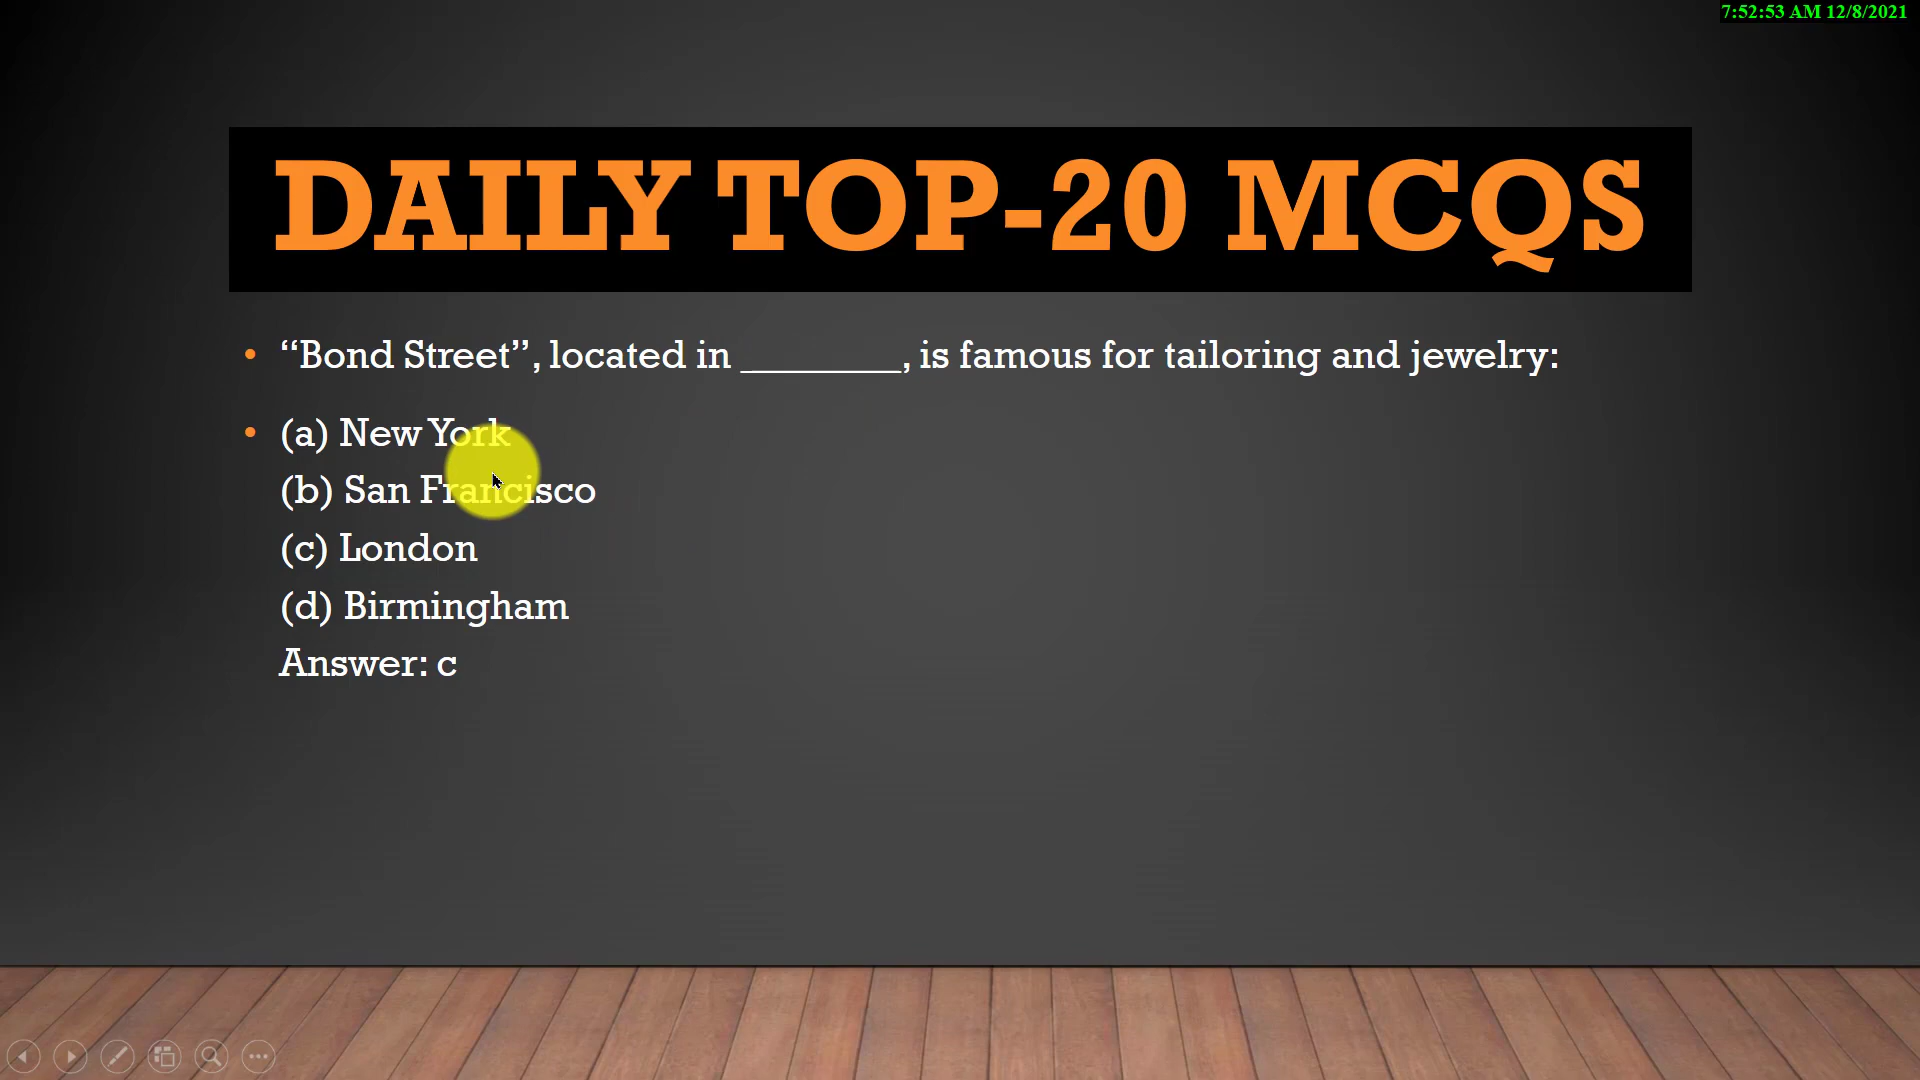 7:52:53 AM 12/8/2021
DAILY TOP-20 MCQS
• “Bond Street”, located in ________, is famous for tailoring and jewelry:
• (a) New York
(b) San Francisco
(c) London
(d) Birmingham
Answer: c